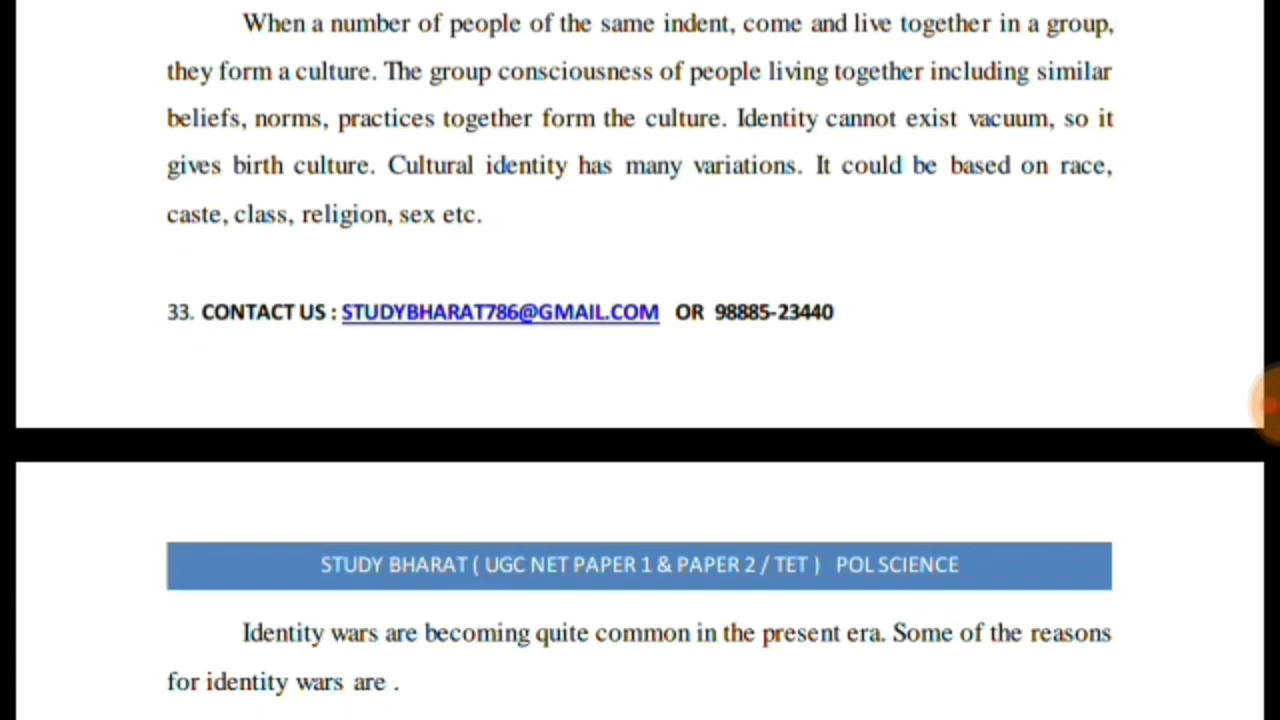 When a number of people of the same indent, come and live together in a group,
they form a culture. The group consciousness of people living together including similar
beliefs, norms, practices together form the culture. Identity cannot exist vacuum, so it
gives birth culture. Cultural identity has many variations. It could be based on race,
caste, class, religion, sex etc.
33. CONTACT US : STUDYBHARAT786@GMAIL.COM OR 98885-23440
STUDY BHARAT ( UGC NET PAPER 1 & PAPER 2 / TET ) POL SCIENCE
Identity wars are becoming quite common in the present era. Some of the reasons
for identity wars are .